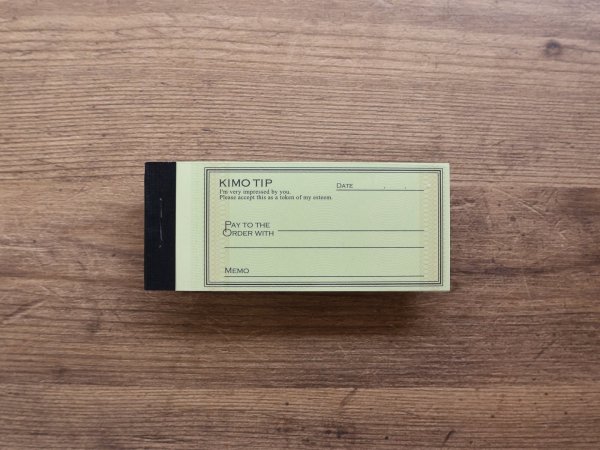 KIMO TIP
I'm very impressed by you.
Please accept this as a token of my esteem.
DATE
PAY TO THE
ORDER WITH
MEMO